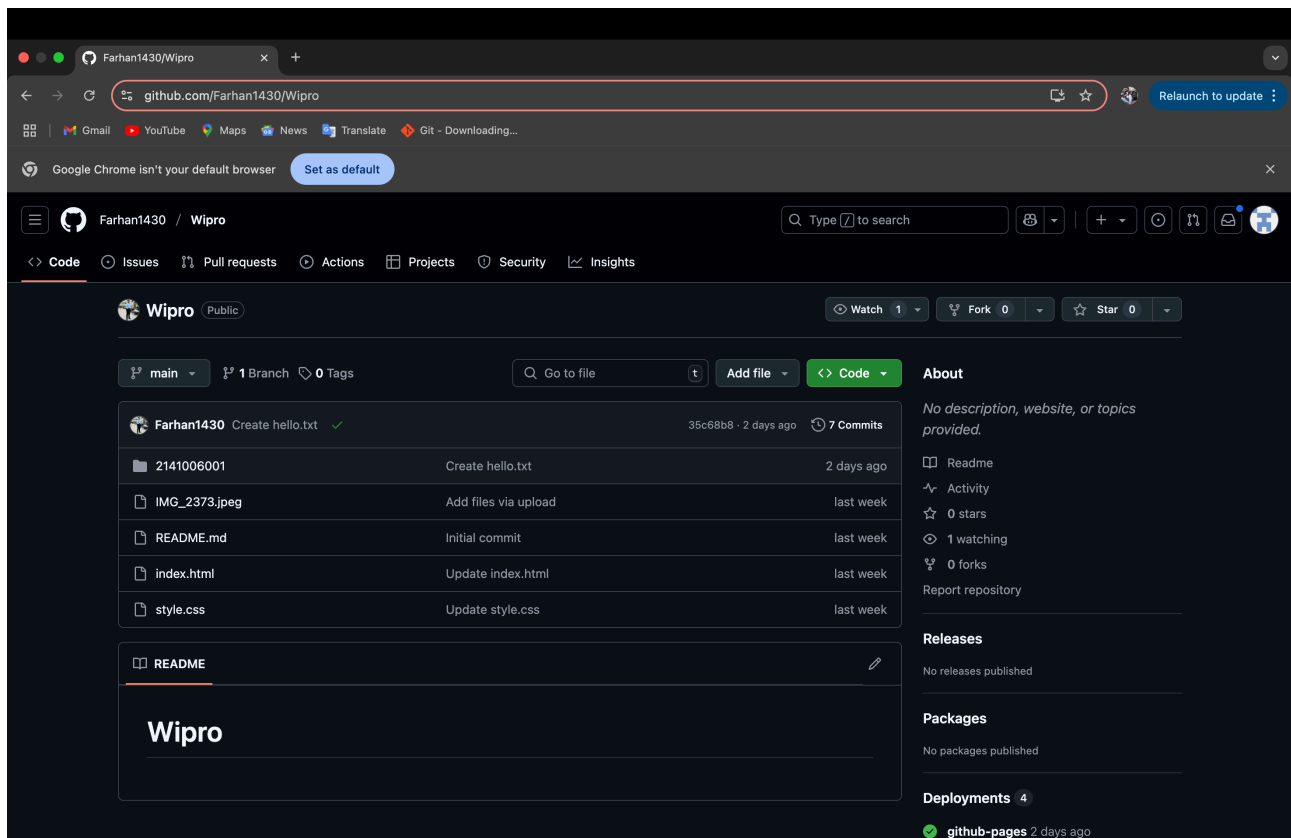 Farhan1430/Wipro
github.com/Farhan1430/Wipro
Relaunch to update
Gmail YouTube Maps News Translate Git - Downloading...
Google Chrome isn't your default browser Set as default
Farhan1430 / Wipro Type / to search
Code Issues Pull requests Actions Projects Security Insights
Wipro Public Watch 1 Fork 0 Star 0
main 1 Branch 0 Tags Go to file t Add file Code
Farhan1430 Create hello.txt 35c68b8 · 2 days ago 7 Commits
2141006001 Create hello.txt 2 days ago
IMG_2373.jpeg Add files via upload last week
README.md Initial commit last week
index.html Update index.html last week
style.css Update style.css last week
README
Wipro
About
No description, website, or topics
provided.
Readme
Activity
0 stars
1 watching
0 forks
Report repository
Releases
No releases published
Packages
No packages published
Deployments 4
github-pages 2 days ago